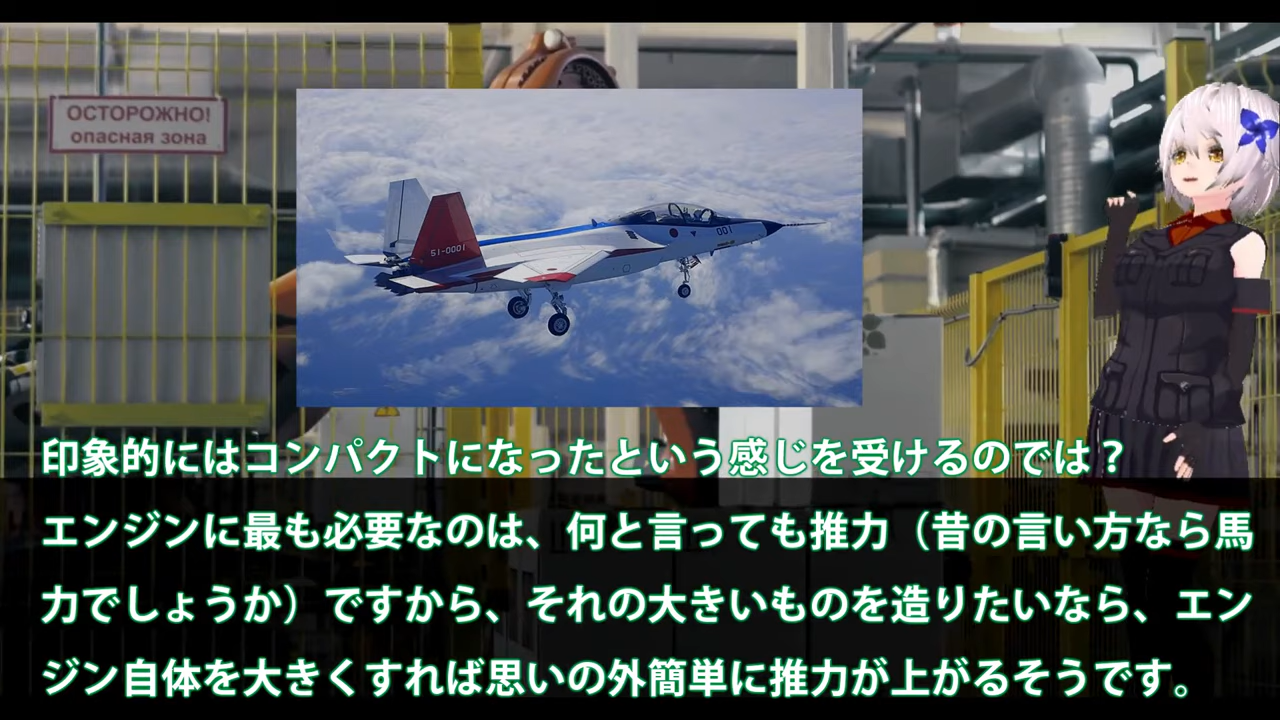 ОСТОРОЖНО!
опасная зона
51-0001
001
印象的にはコンパクトになったという感じを受けるのでは？
エンジンに最も必要なのは、何と言っても推力（昔の言い方なら馬
力でしょうか）ですから、それの大きいものを造りたいなら、エン
ジン自体を大きくすれば思いの外簡単に推力が上がるそうです。